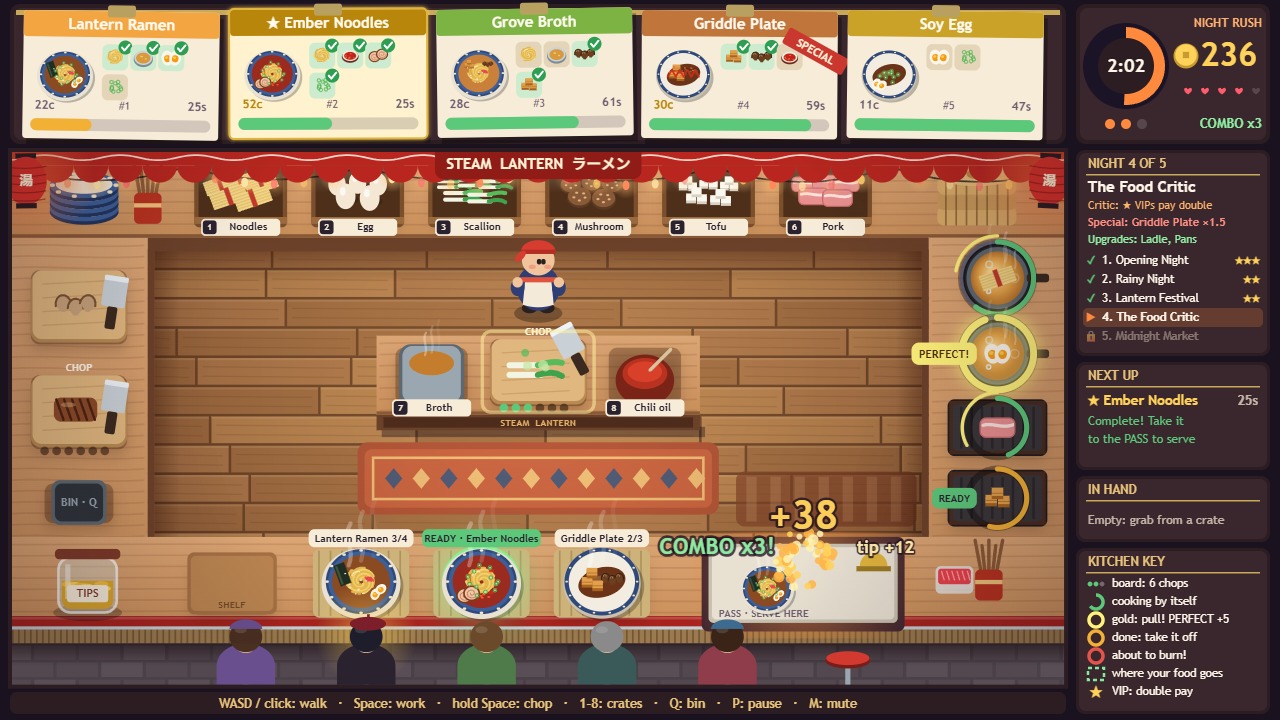 Lantern Ramen
22c #1 25s
★ Ember Noodles
52c #2 25s
Grove Broth
28c #3 61s
Griddle Plate
SPECIAL
30c #4 59s
Soy Egg
11c #5 47s
2:02
NIGHT RUSH
236
COMBO x3
STEAM LANTERN ラーメン
湯
湯
1 Noodles
2 Egg
3 Scallion
4 Mushroom
5 Tofu
6 Pork
CHOP
CHOP
7 Broth
8 Chili oil
STEAM LANTERN
BIN · Q
TIPS
SHELF
PERFECT!
READY
Lantern Ramen 3/4
READY · Ember Noodles
Griddle Plate 2/3
+38
COMBO x3!
tip +12
PASS · SERVE HERE
NIGHT 4 OF 5
The Food Critic
Critic: ★ VIPs pay double
Special: Griddle Plate ×1.5
Upgrades: Ladle, Pans
✓ 1. Opening Night ★★★
✓ 2. Rainy Night ★★
✓ 3. Lantern Festival ★★
▶ 4. The Food Critic
5. Midnight Market
NEXT UP
★ Ember Noodles 25s
Complete! Take it
to the PASS to serve
IN HAND
Empty: grab from a crate
KITCHEN KEY
board: 6 chops
cooking by itself
gold: pull! PERFECT +5
done: take it off
about to burn!
where your food goes
VIP: double pay
WASD / click: walk · Space: work · hold Space: chop · 1-8: crates · Q: bin · P: pause · M: mute